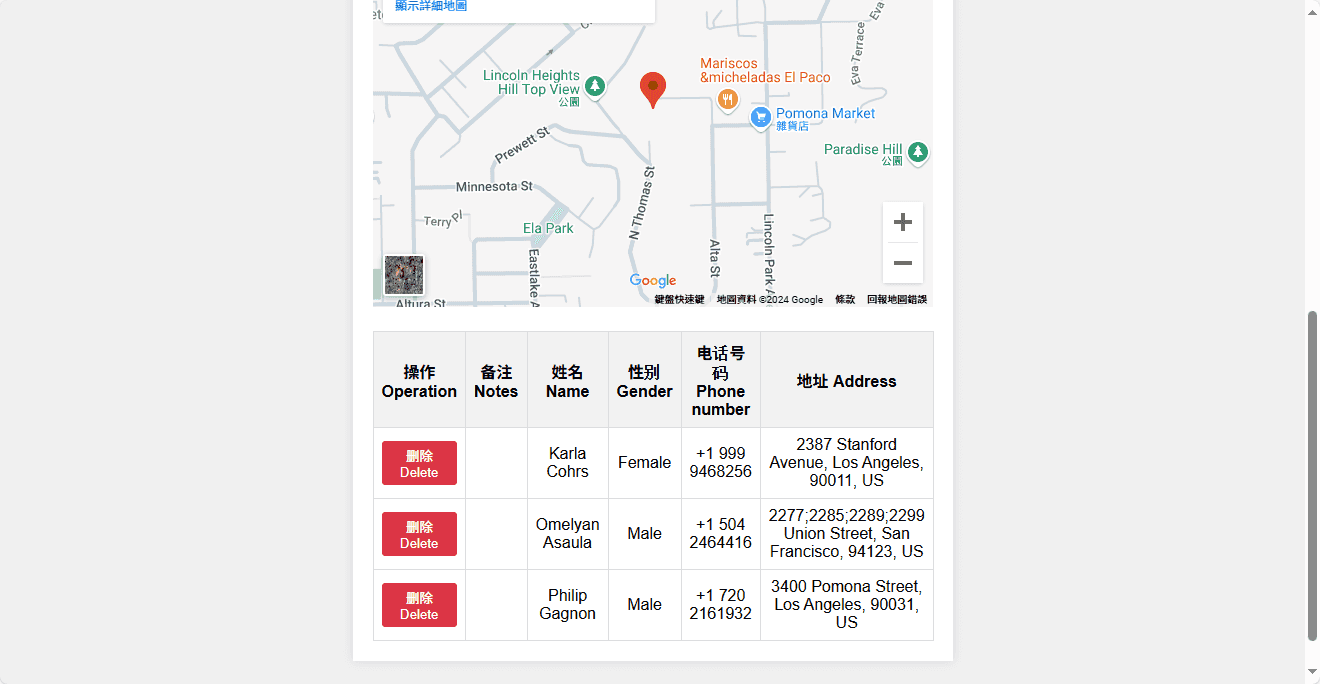 顯示詳細地圖
Eva
Mariscos
&micheladas El Paco
Eva Terrace
Lincoln Heights
Hill Top View
公園
Pomona Market
雜貨店
Prewett St
Paradise Hill
公園
Minnesota St
N Thomas St
Terry Pl
Ela Park
Alta St
Lincoln Park A
Eastlake A
Google
Altura St
鍵盤快速鍵 地圖資料 ©2024 Google 條款 回報地圖錯誤
操作
Operation
备注
Notes
姓名
Name
性别
Gender
电话号
码
Phone
number
地址 Address
删除
Delete
Karla
Cohrs
Female
+1 999
9468256
2387 Stanford
Avenue, Los Angeles,
90011, US
删除
Delete
Omelyan
Asaula
Male
+1 504
2464416
2277;2285;2289;2299
Union Street, San
Francisco, 94123, US
删除
Delete
Philip
Gagnon
Male
+1 720
2161932
3400 Pomona Street,
Los Angeles, 90031,
US